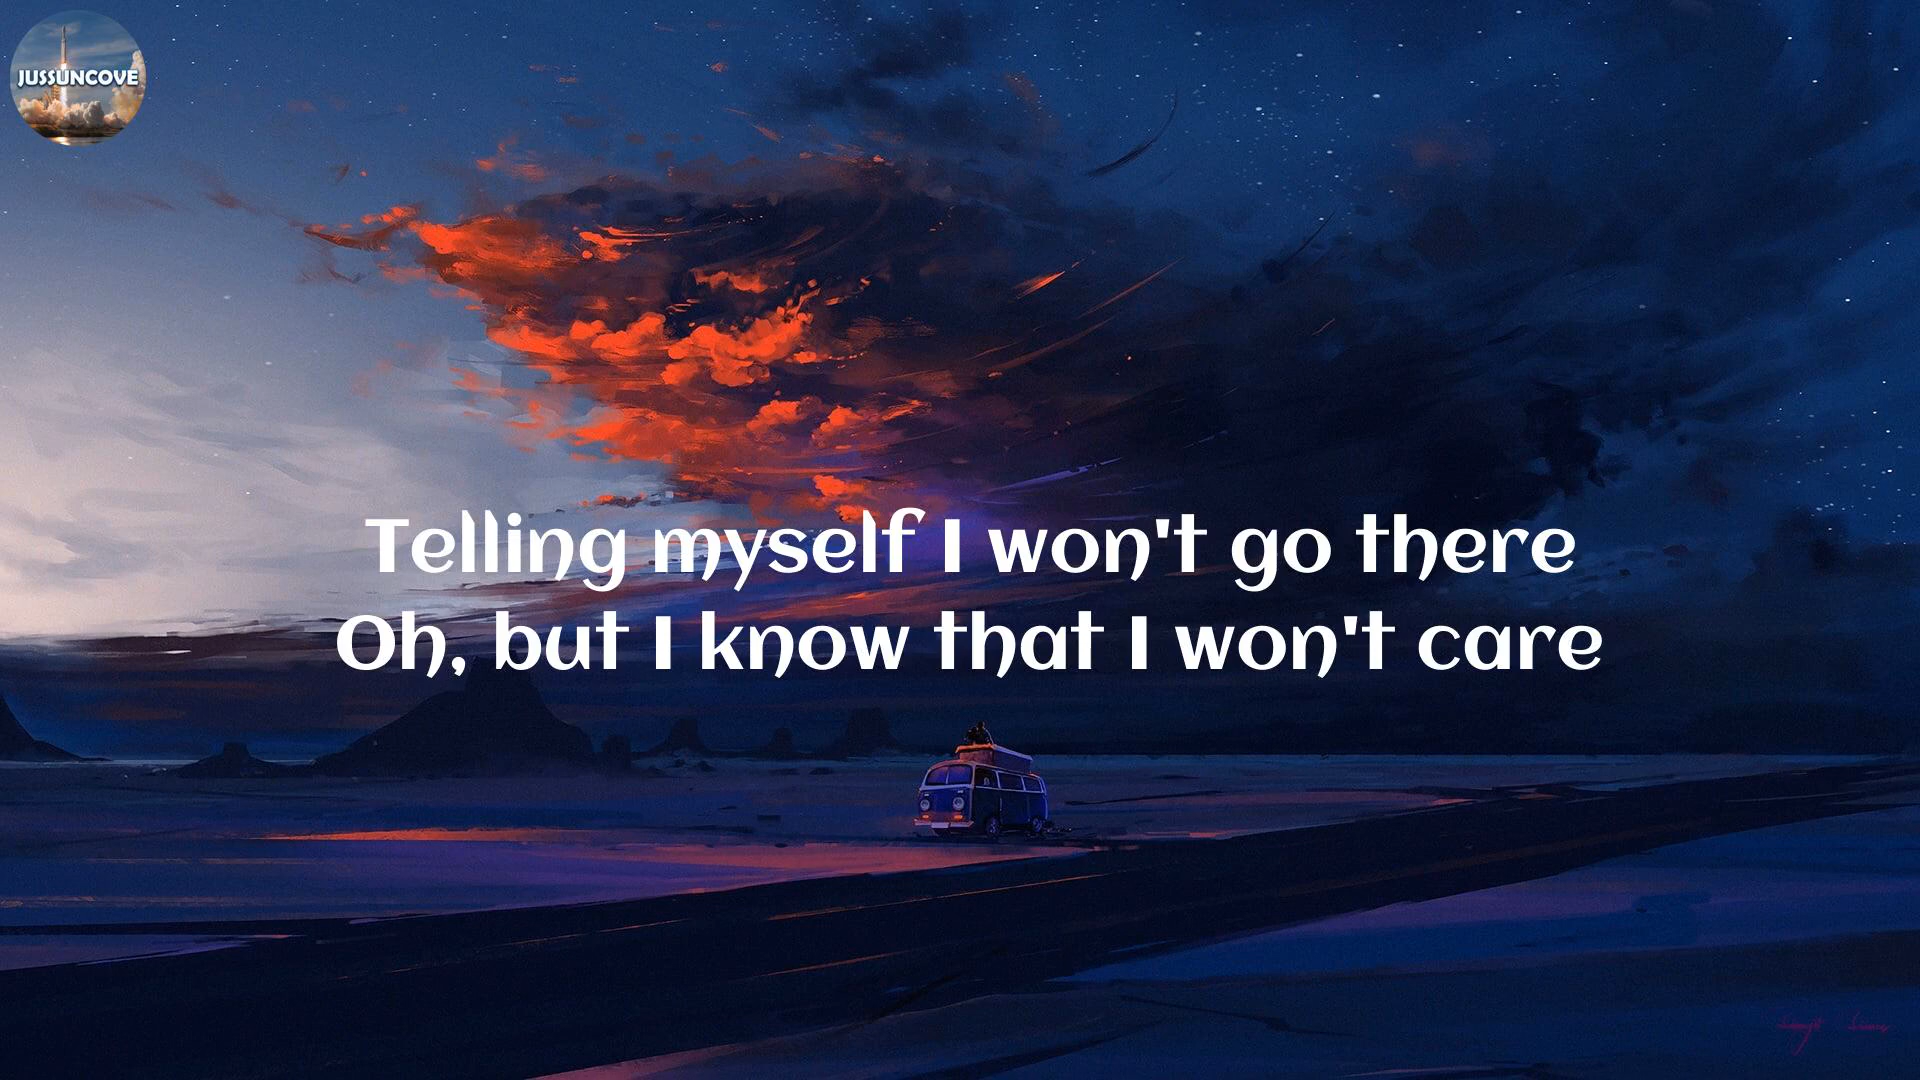 JUSSUNCOVE
Telling myself I won't go there
Oh, but I know that I won't care